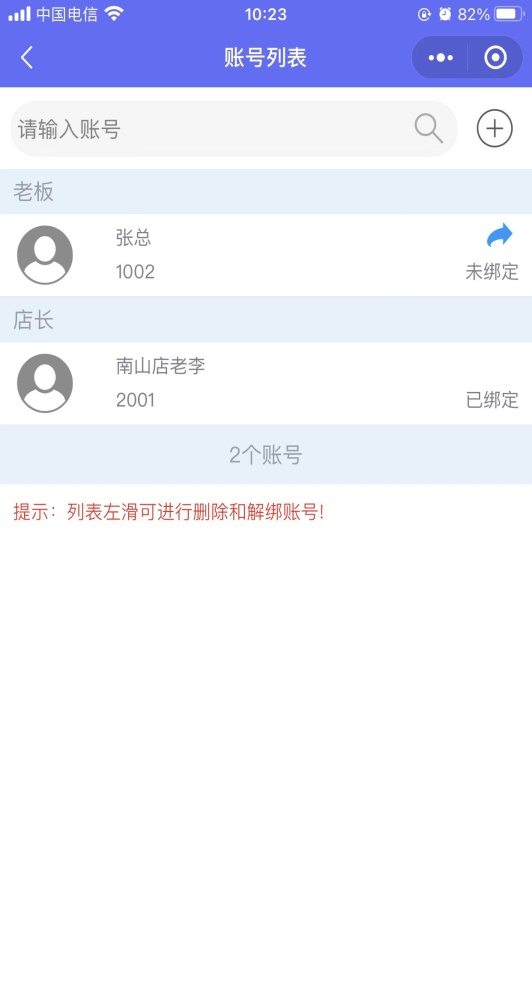 中国电信 10:23 82%
账号列表
请输入账号
老板
张总
1002 未绑定
店长
南山店老李
2001 已绑定
2个账号
提示：列表左滑可进行删除和解绑账号!